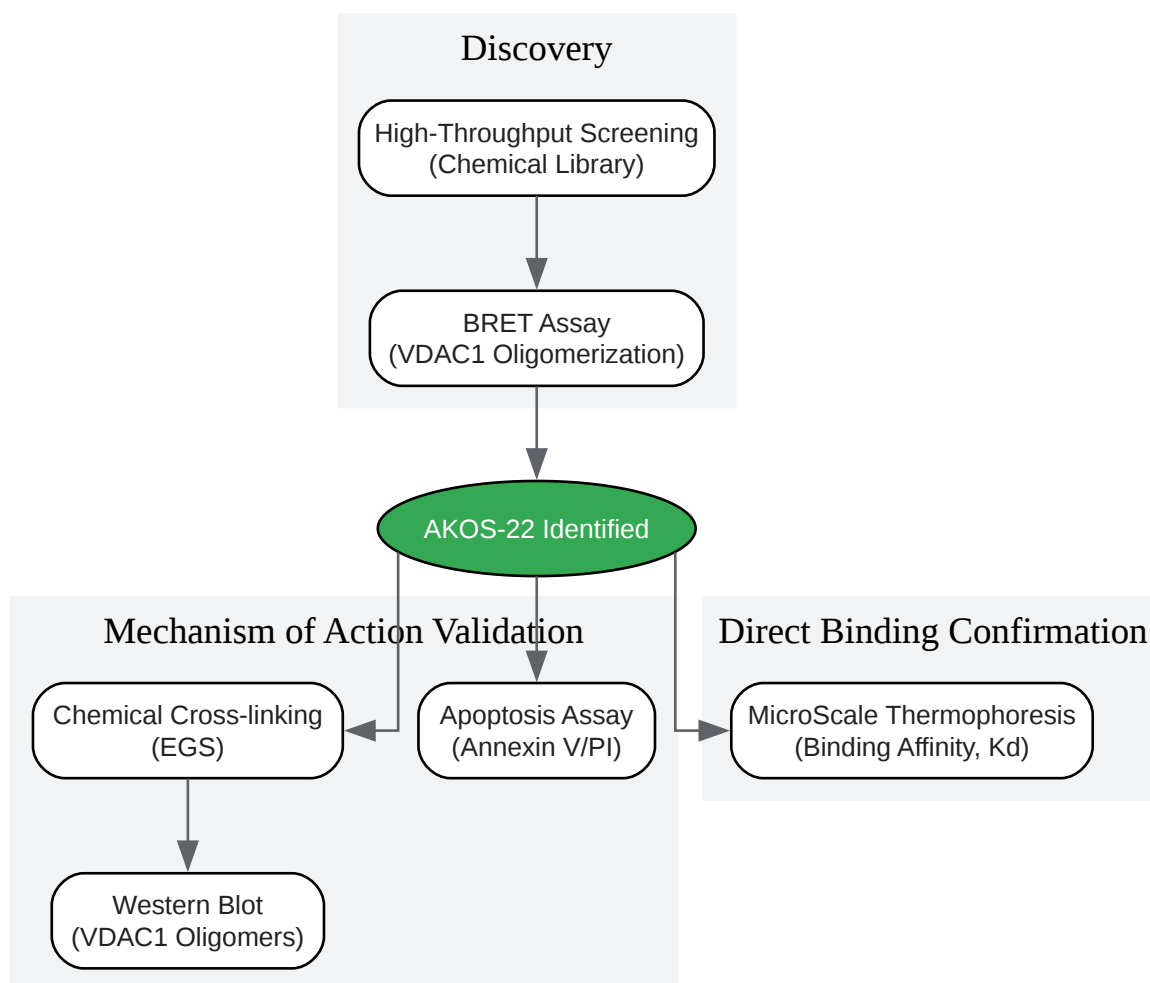 Discovery
High-Throughput Screening
(Chemical Library)
BRET Assay
(VDAC1 Oligomerization)
AKOS-22 Identified
Mechanism of Action Validation
Direct Binding Confirmation
Chemical Cross-linking
(EGS)
Apoptosis Assay
(Annexin V/PI)
MicroScale Thermophoresis
(Binding Affinity, Kd)
Western Blot
(VDAC1 Oligomers)